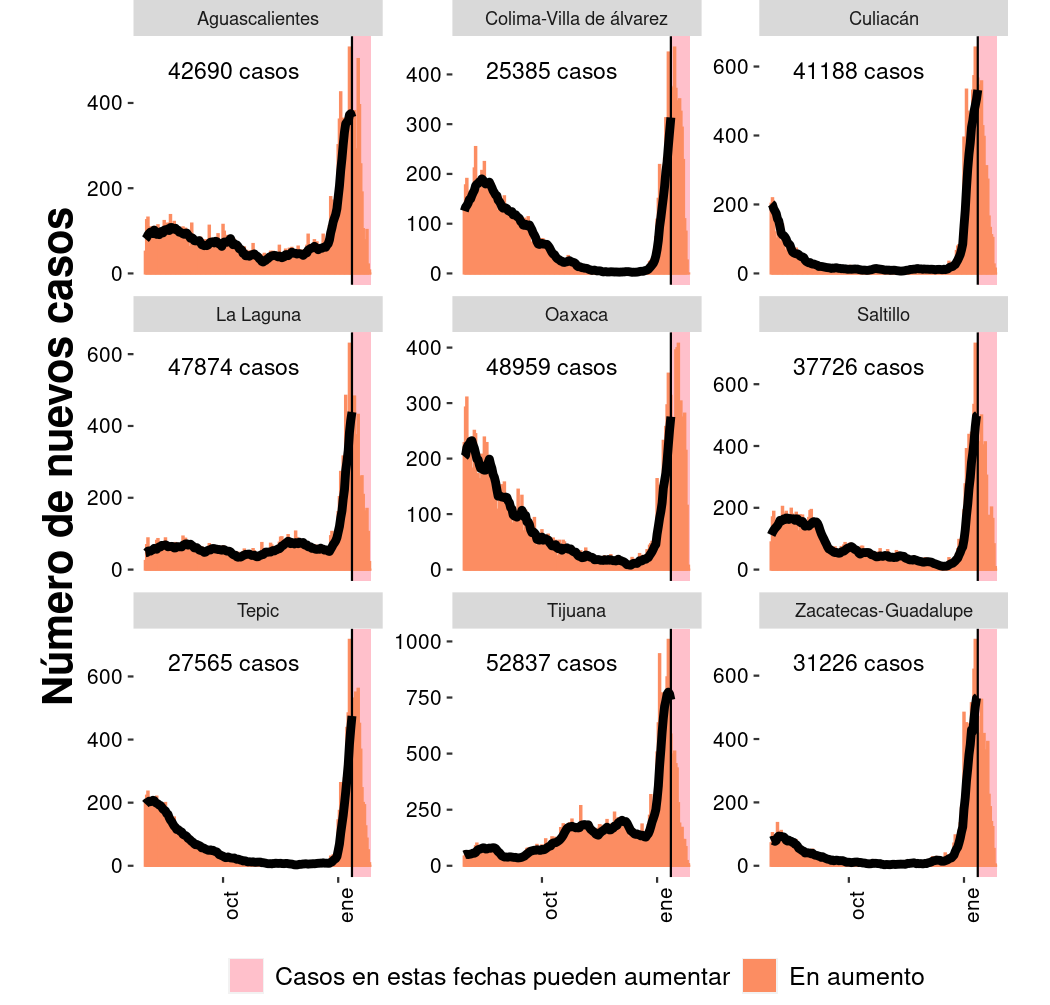 Número de nuevos casos
Aguascalientes
42690 casos
400
200
0
Colima-Villa de álvarez
25385 casos
400
300
200
100
0
Culiacán
41188 casos
600
400
200
0
La Laguna
47874 casos
600
400
200
0
Oaxaca
48959 casos
400
300
200
100
0
Saltillo
37726 casos
600
400
200
0
Tepic
27565 casos
600
400
200
0
oct
ene
Tijuana
52837 casos
1000
750
500
250
0
oct
ene
Zacatecas-Guadalupe
31226 casos
600
400
200
0
oct
ene
Casos en estas fechas pueden aumentar
En aumento